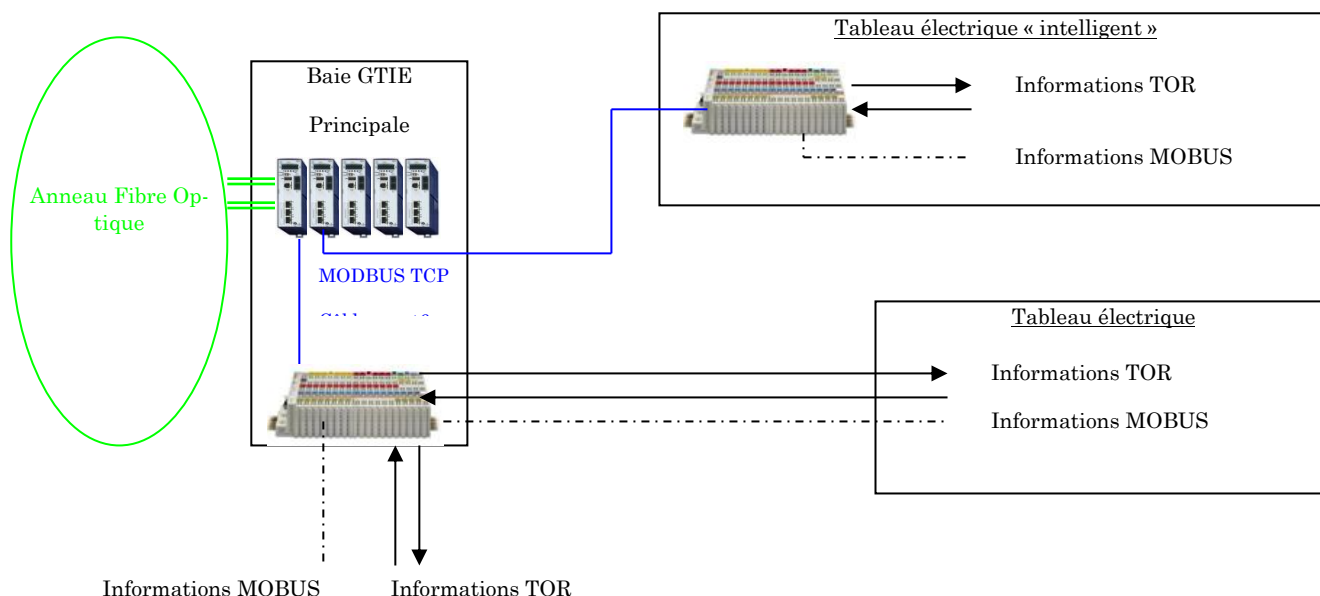 Tableau électrique « intelligent »
Baie GTIE
Principale
Informations TOR
Informations MOBUS
Anneau Fibre Op-
tique
MODBUS TCP
Tableau électrique
Informations TOR
Informations MOBUS
Informations MOBUS
Informations TOR